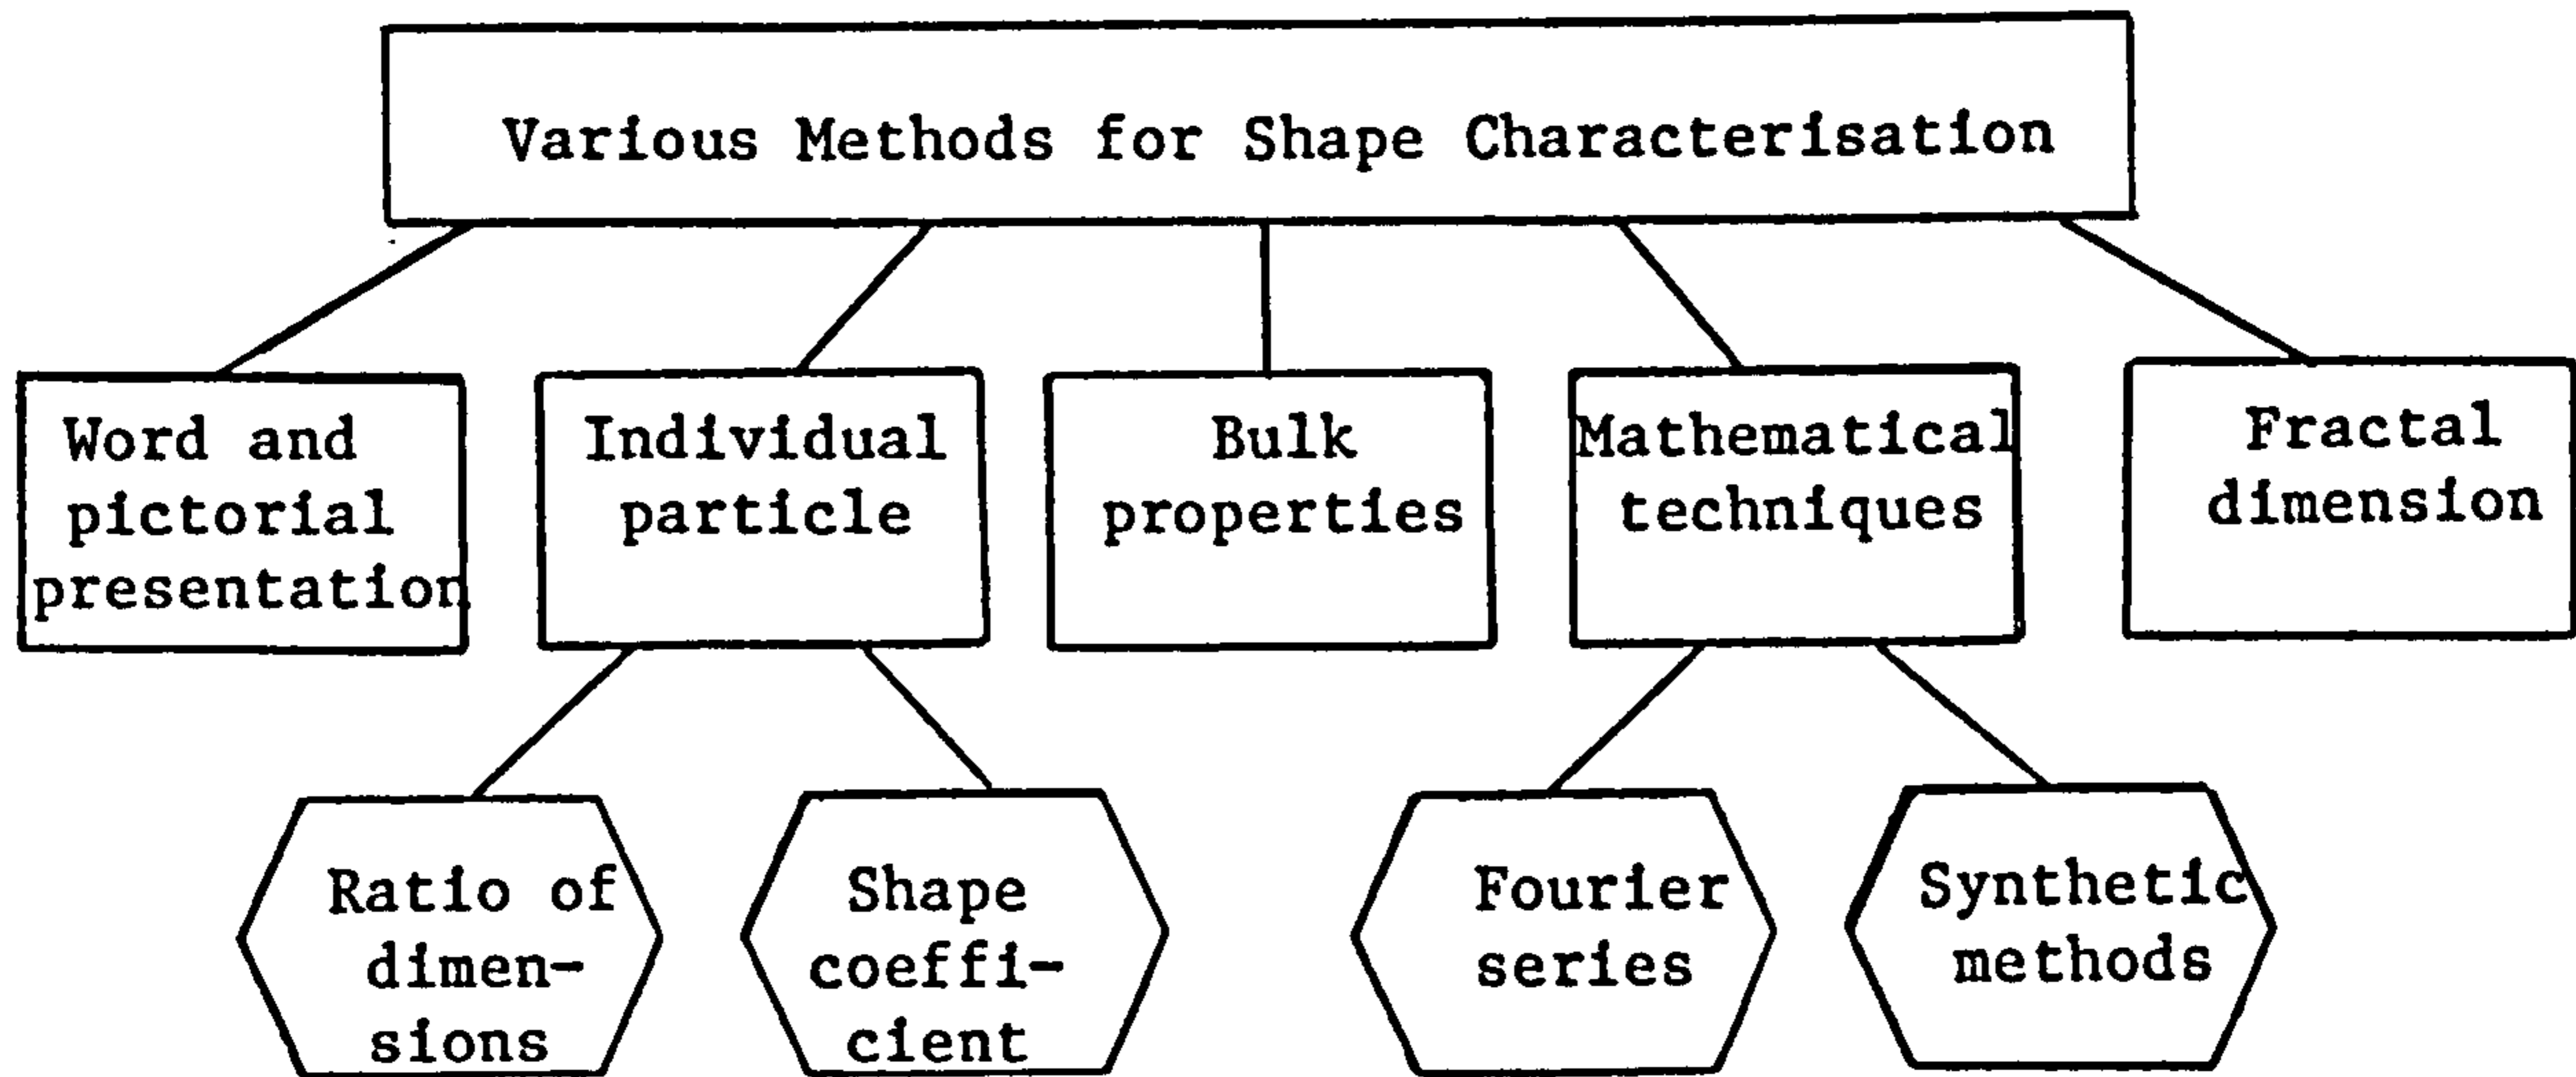 Various Methods for Shape Characterisation
Word and
pictorial
presentation
Individual
particle
Bulk
properties
Mathematical
techniques
Fractal
dimension
Ratio of
dimen-
sions
Shape
coeffi-
cient
Fourier
series
Synthetic
methods